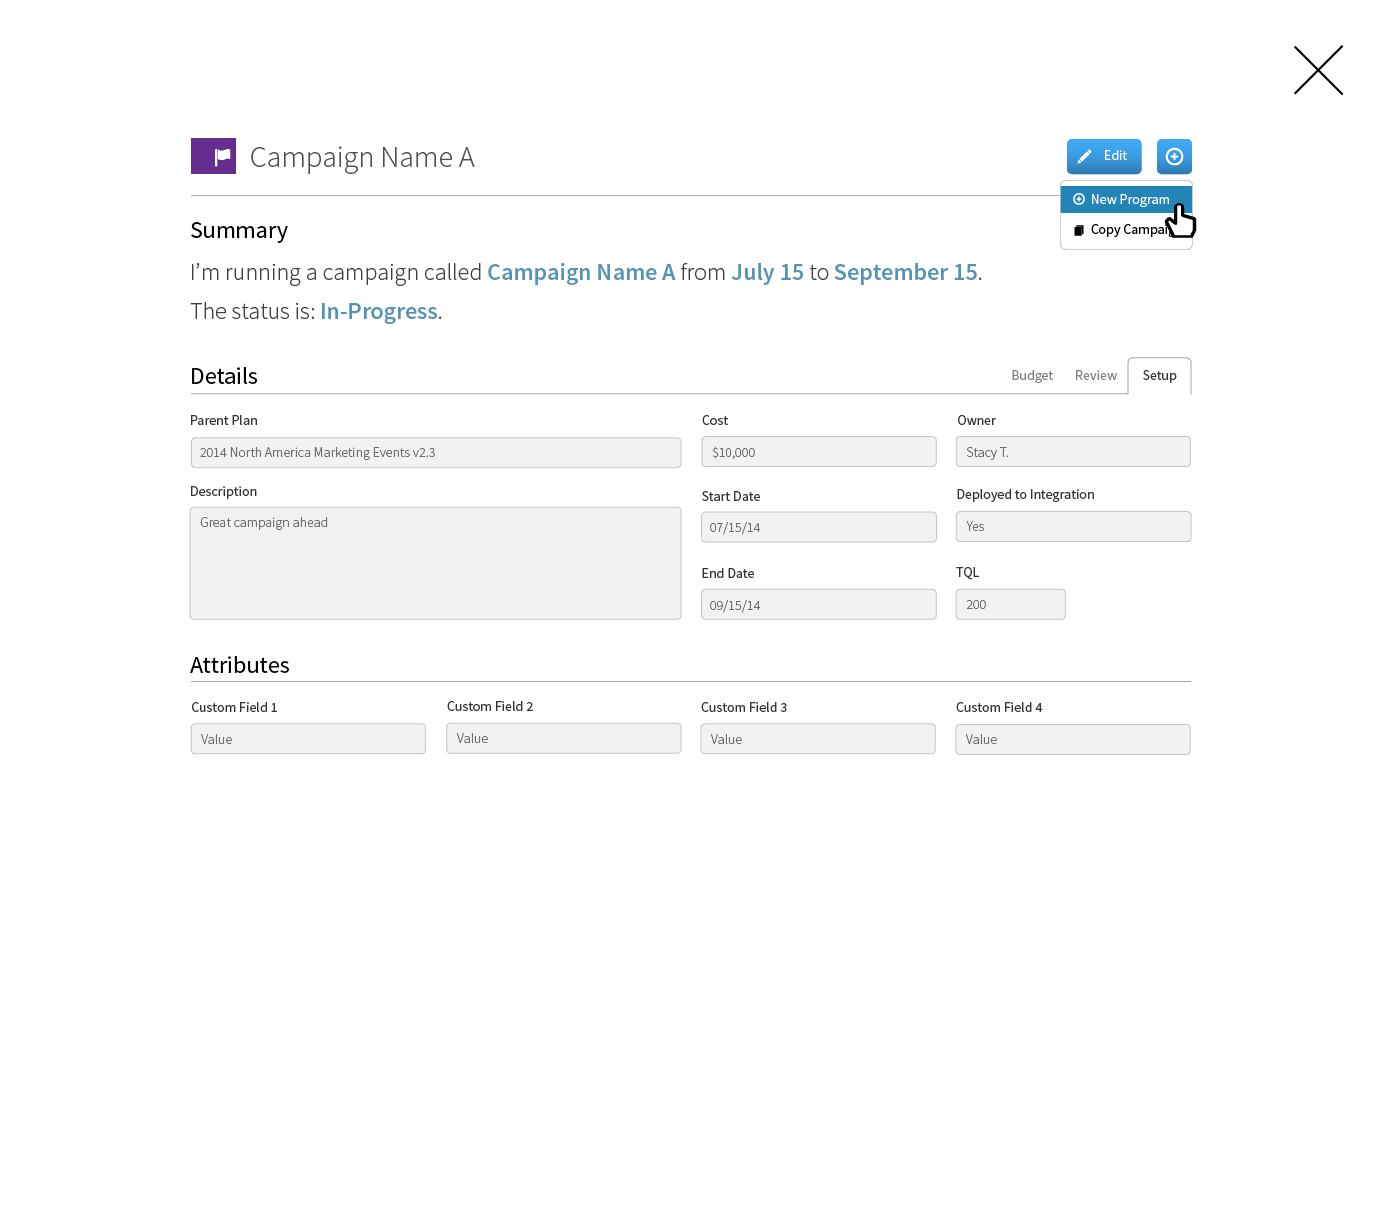 Campaign Name A
Edit
New Program
Copy
Summary
I'm running a campaign called Campaign Name A from July 15 to September 15.
The status is: In-Progress.
Details
Budget Review Setup
Parent Plan
2014 North America Marketing Events v2.3
Cost
$10,000
Owner
Stacy T.
Description
Great campaign ahead
Start Date
07/15/14
Deployed to Integration
Yes
End Date
09/15/14
TQL
200
Attributes
Custom Field 1
Value
Custom Field 2
Value
Custom Field 3
Value
Custom Field 4
Value